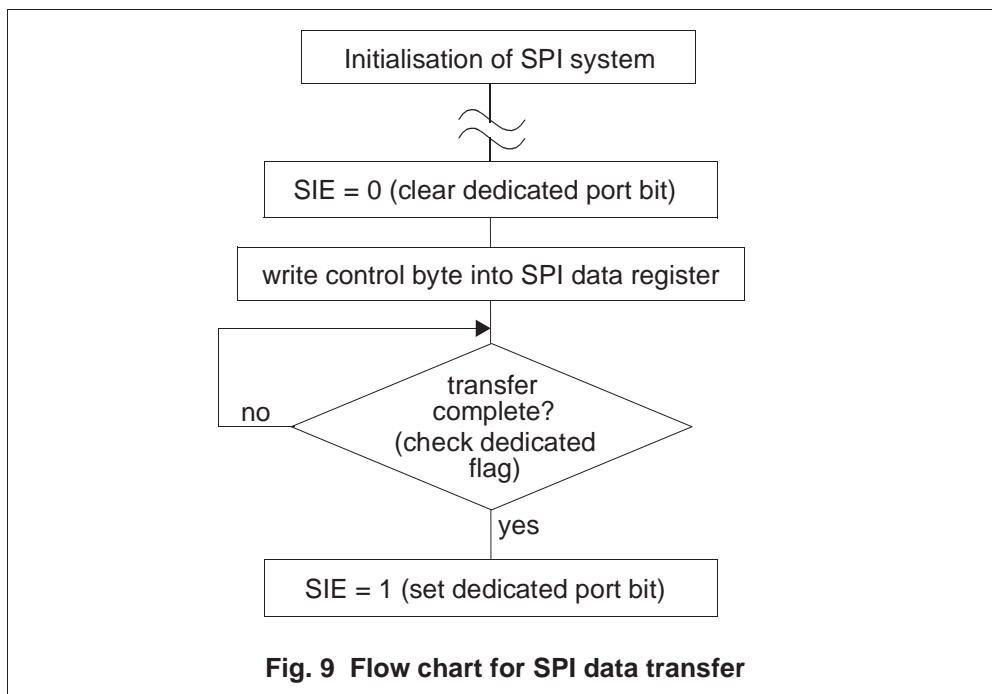 Initialisation of SPI system
SIE = 0 (clear dedicated port bit)
write control byte into SPI data register
transfer
complete?
(check dedicated
flag)
no
yes
SIE = 1 (set dedicated port bit)
Fig. 9 Flow chart for SPI data transfer